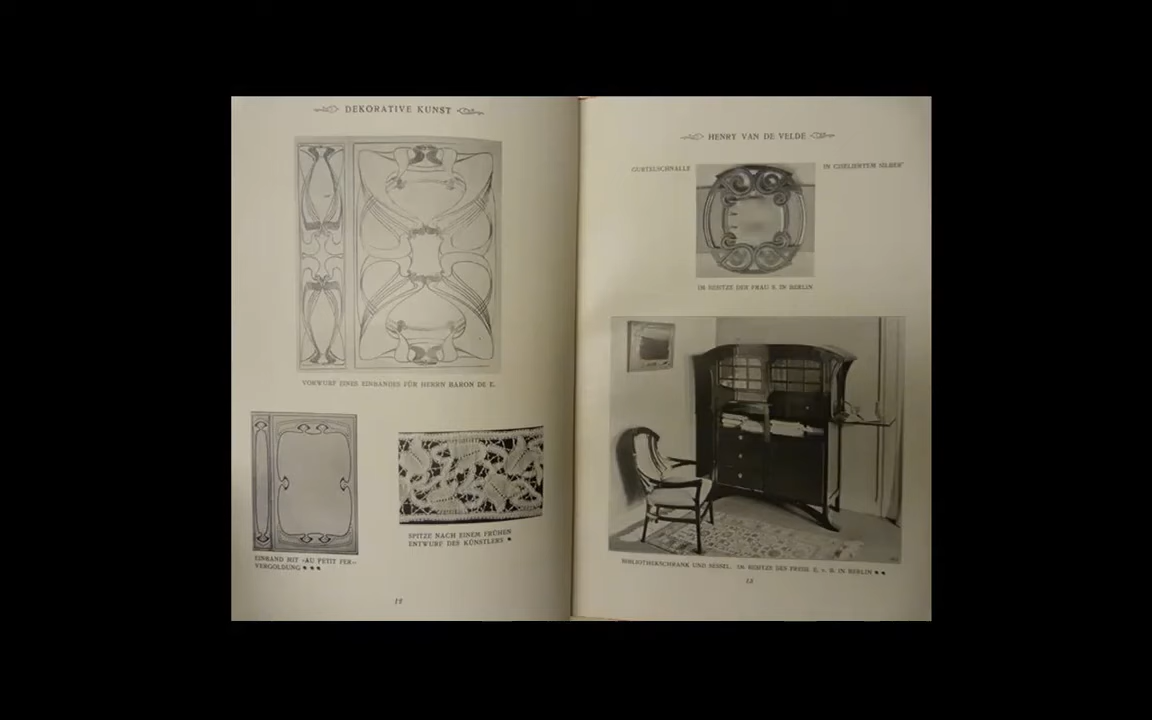 DEKORATIVE KUNST
VORWURF EINES EINBANDES FÜR HERRN BARON DE E.
EINBAND MIT »AU PETIT FER«-
VERGOLDUNG
SPITZE NACH EINEM FRÜHEN
ENTWURF DES KÜNSTLERS
HENRY VAN DE VELDE
GÜRTELSCHNALLE
IN CISELIERTEM SILBER
IM BESITZE DER FRAU S. IN BERLIN
BIBLIOTHEKSCHRANK UND SESSEL. IM BESITZE DES FREIH. E. v. B. IN BERLIN